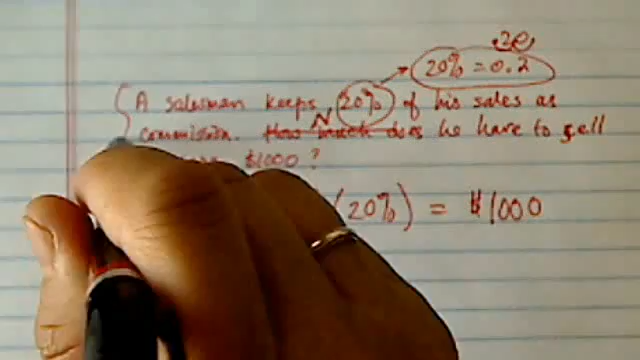 20% = 0.2
A salesman keeps 20% of his sales as
commission. How much does he have to sell
$1000?
(20%) = $1000